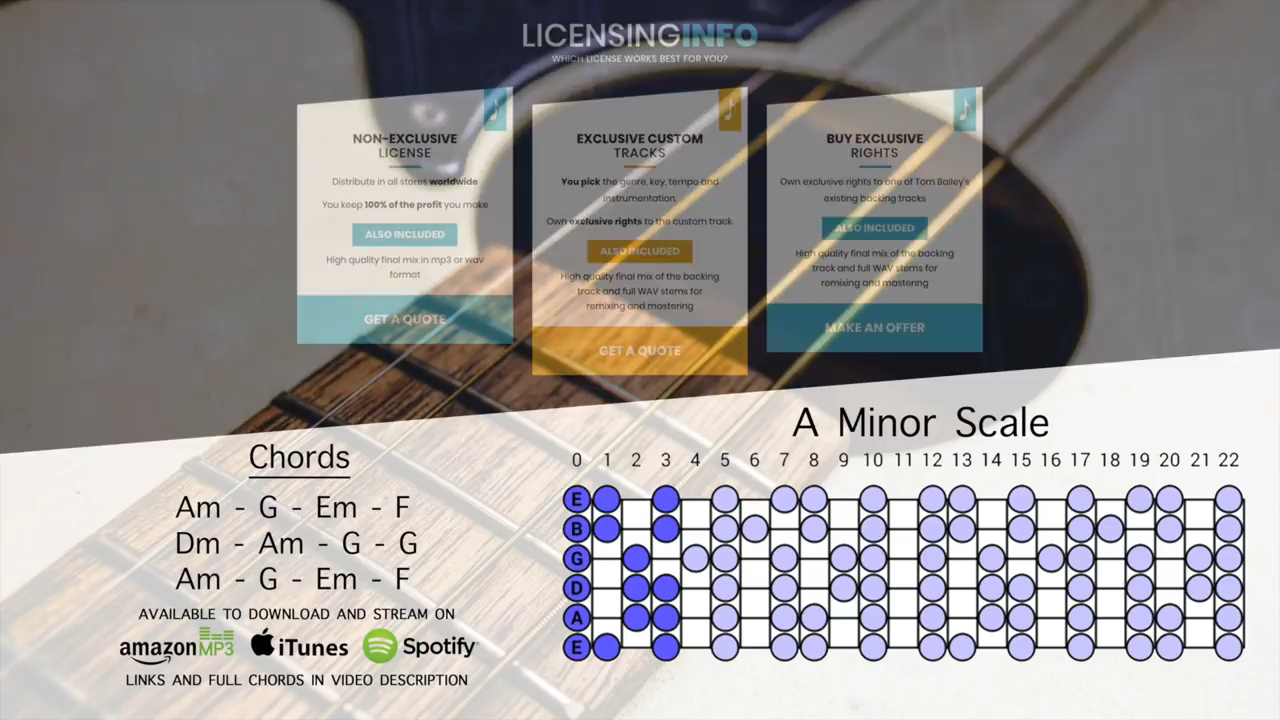 LICENSINGINFO
WHICH LICENSE WORKS BEST FOR YOU?
NON-EXCLUSIVE
LICENSE
Distribute in all stores worldwide
You keep 100% of the profit you make
ALSO INCLUDED
High quality final mix in mp3 or wav
format
GET A QUOTE
EXCLUSIVE CUSTOM
TRACKS
You pick the genre, key, tempo and
instrumentation.
Own exclusive rights to the custom track.
ALSO INCLUDED
High quality final mix of the backing
track and full WAV stems for
remixing and mastering
GET A QUOTE
BUY EXCLUSIVE
RIGHTS
Own exclusive rights to one of Tom Bailey's
existing backing tracks
ALSO INCLUDED
High quality final mix of the backing
track and full WAV stems for
remixing and mastering
MAKE AN OFFER
Chords
Am - G - Em - F
Dm - Am - G - G
Am - G - Em - F
AVAILABLE TO DOWNLOAD AND STREAM ON
amazonMP3 iTunes Spotify
LINKS AND FULL CHORDS IN VIDEO DESCRIPTION
A Minor Scale
0 1 2 3 4 5 6 7 8 9 10 11 12 13 14 15 16 17 18 19 20 21 22
E
B
G
D
A
E